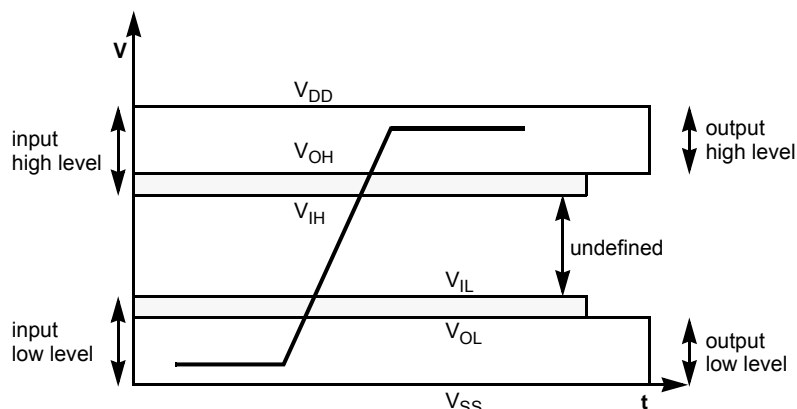 V
V_DD
input
high level
output
high level
V_OH
V_IH
undefined
V_IL
input
low level
V_OL
output
low level
V_SS
t